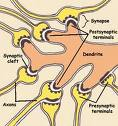 Synapse
Postsynaptic
terminals
Synaptic
cleft
Dendrite
Axons
Presynaptic
terminals